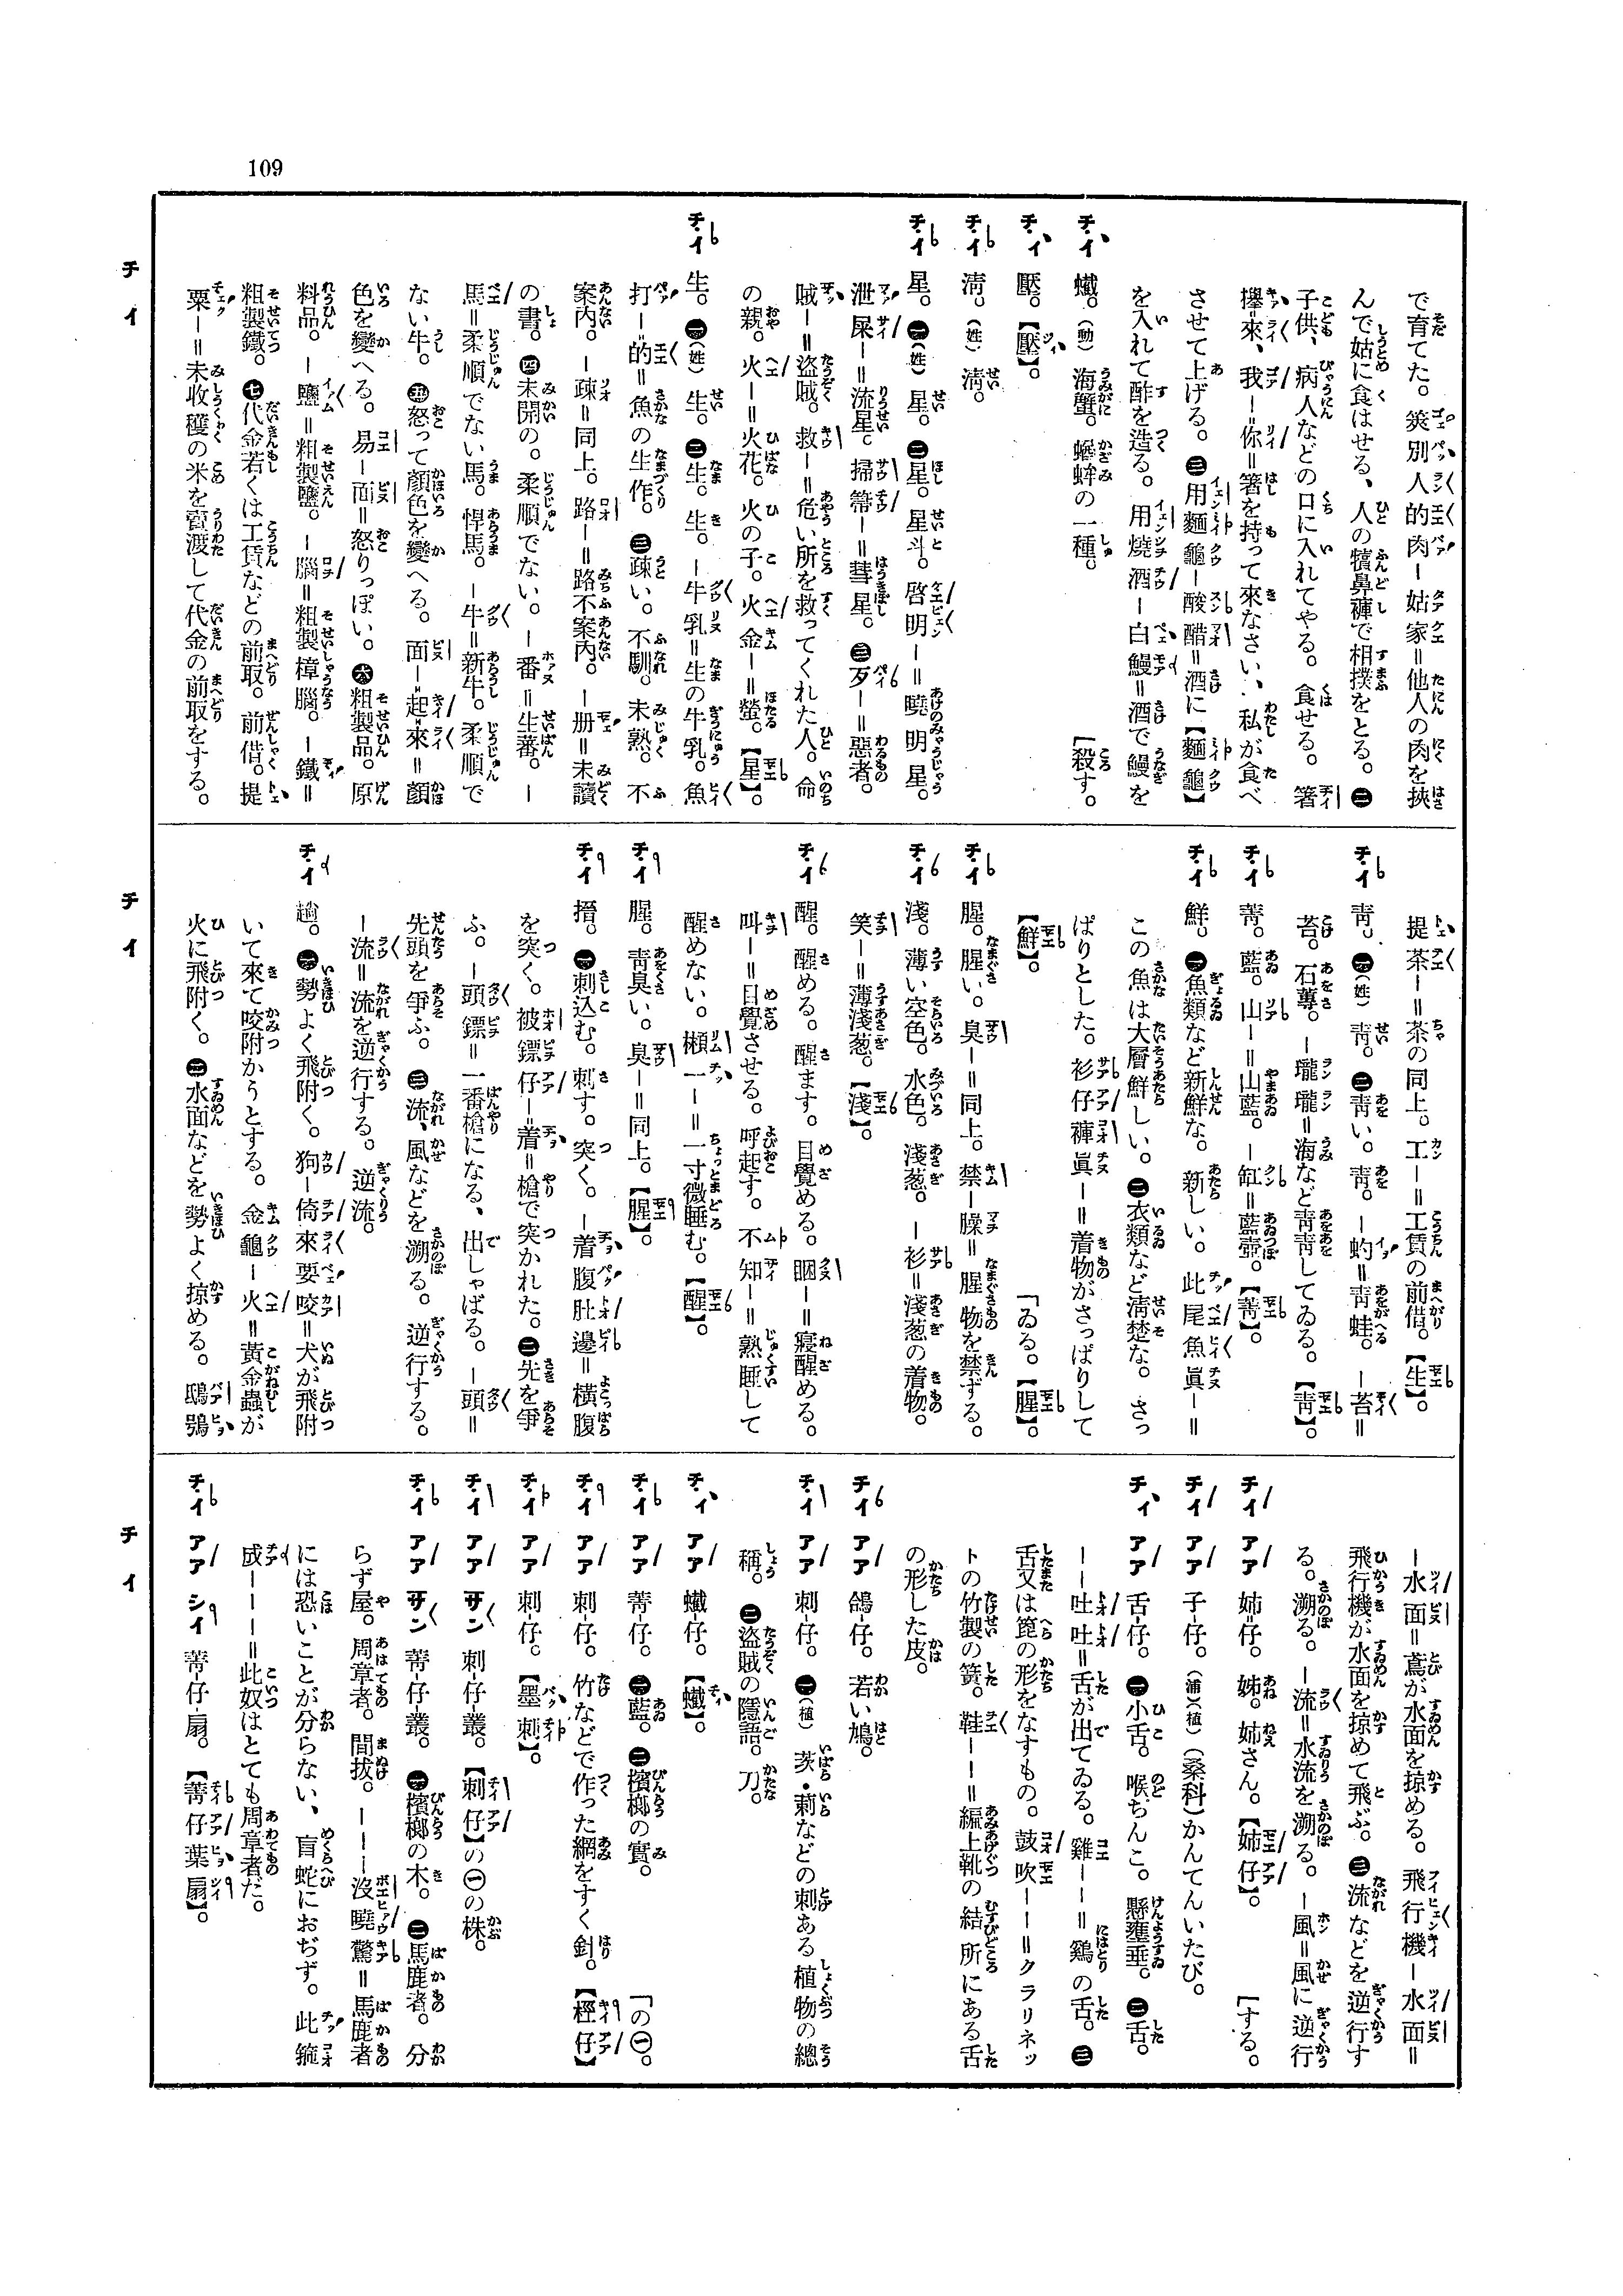 109
で育てた。筴別人的肉－姑家＝他人の肉を挾
んで姑に食はせる、人の犢鼻褌で相撲をとる。㊁
子供、病人などの口に入れてやる。食せる。箸
攑來、我－你＝箸を持って來なさい、私が食べ
させて上げる。㊂用麵龜－酸醋＝酒に【麵龜】
を入れて酢を造る。用燒酒－白鰻＝酒で鰻を
チイ 蠘。（動）海蟹。蝤蛑の一種。 「殺す。
チイ 壓。【壓】。
チイ 淸。（姓）淸。
チイ 星。㊀（姓）星。㊁星。星斗。啓明－＝曉明星。
泄屎－＝流星。掃箒－＝彗星。㊂歹－＝惡者。
賊－＝盜賊。救－＝危い所を救ってくれた人。命
の親。火－＝火花。火の子。火金－＝螢。【星】。
チイ 生。㊀（姓）生。㊁生。生。－牛乳＝生の牛乳。魚
打－的＝魚の生作。㊂疎い。不馴。未熟。不
案内。－疎＝同上。路－＝路不案内。－册＝未讀
の書。㊃未開の。柔順でない。－番＝生蕃。－
馬＝柔順でない馬。悍馬。－牛＝新牛。柔順で
ない牛。㊄怒って顏色を變へる。面－起來＝顏
色を變へる。易－面＝怒りっぽい。㊅粗製品。原
料品。－鹽＝粗製鹽。－腦＝粗製樟腦。－鐵＝
粗製鐵。㊆代金若くは工賃などの前取。前借。提
粟－＝未收穫の米を賣渡して代金の前取をする。
提茶－＝茶の同上。工－＝工賃の前借。【生】。
チイ 靑。㊀（姓）靑。㊁靑い。靑。－虳＝靑蛙。－苔＝
苔。石蓴。－瓏瓏＝海など靑靑してゐる。【靑】。
チイ 菁。藍。山－＝山藍。－缸＝藍壺。【菁】。
チイ 鮮。㊀魚類など新鮮な。新しい。此尾魚眞－＝
この魚は大層鮮しい。㊁衣類など淸楚な。さっ
ぱりとした。衫仔褲眞－＝着物がさっぱりして
【鮮】。 「ゐる。【腥】。
チイ 腥。腥い。臭－＝同上。禁－臊＝腥物を禁ずる。
チイ 淺。薄い空色。水色。淺葱。－衫＝淺葱の着物。
笑－＝薄淺葱。【淺】。
チイ 醒。醒める。醒ます。目覺める。睏－＝寢醒める。
叫－＝目覺させる。呼起す。不知－＝熟睡して
醒めない。一－＝一寸微睡む。【醒】。
チイ 腥。靑臭い。臭－＝同上。【腥】。
チイ 搢。㊀刺込む。刺す。突く。－着腹肚邊＝橫腹
を突く。被鏢仔－着＝槍で突かれた。㊁先を爭
ふ。－頭鏢＝一番槍になる、出しゃばる。－頭＝
先頭を爭ふ。㊂流、風などを溯る。逆行する。
－流＝流を逆行する。逆流。
チイ ㊀勢よく飛附く。狗－倚來要咬＝犬が飛附
いて來て咬附かうとする。金龜－火＝黃金蟲が
火に飛附く。㊁水面などを勢よく掠める。鴟鴞
－水面＝鳶が水面を掠める。飛行機－水面＝
飛行機が水面を掠めて飛ぶ。㊂流などを逆行す
る。溯る。－流＝水流を溯る。－風＝風に逆行
チイ アア 姉仔。姊。姉さん。【姉仔】。 「する。
チイ アア 子－仔。（浦）（植）（桑科）かんてんいたび。
チイ アア 舌－仔。㊀小舌。喉ちんこ。懸壅垂。㊁舌。
－－吐吐＝舌が出てゐる。雞－－＝鷄の舌。㊂
舌又は箆の形をなすもの。鼓吹－－＝クラリネッ
トの竹製の簧。鞋－－＝編上靴の結所にある舌
の形した皮。
チイ アア 鴿－仔。若い鳩。
チイ アア 刺－仔。㊀（植）茨・莿などの刺ある植物の總
稱。㊁盜賊の隱語。刀。
チイ アア 蠘－仔。【蠘】。
チイ アア 菁－仔。㊀藍。㊁檳榔の實。
チイ アア 刺－仔。竹などで作った網をすく針。【桱仔】 「の㊀。
チイ アア 刺－仔。【墨刺】。
チイ アア ザン 刺－仔－叢。【刺仔】の㊀の株。
チイ アア ザン 菁－仔－叢。㊀檳榔の木。㊁馬鹿者。分
らず屋。周章者。間拔。－－－沒曉驚＝馬鹿者
には恐いことが分らない、盲蛇におぢず。此箍
成－－－＝此奴はとても周章者だ。
チイ アア シイ 菁－仔－扇。【菁仔葉扇】。
チイ
チイ
チイ